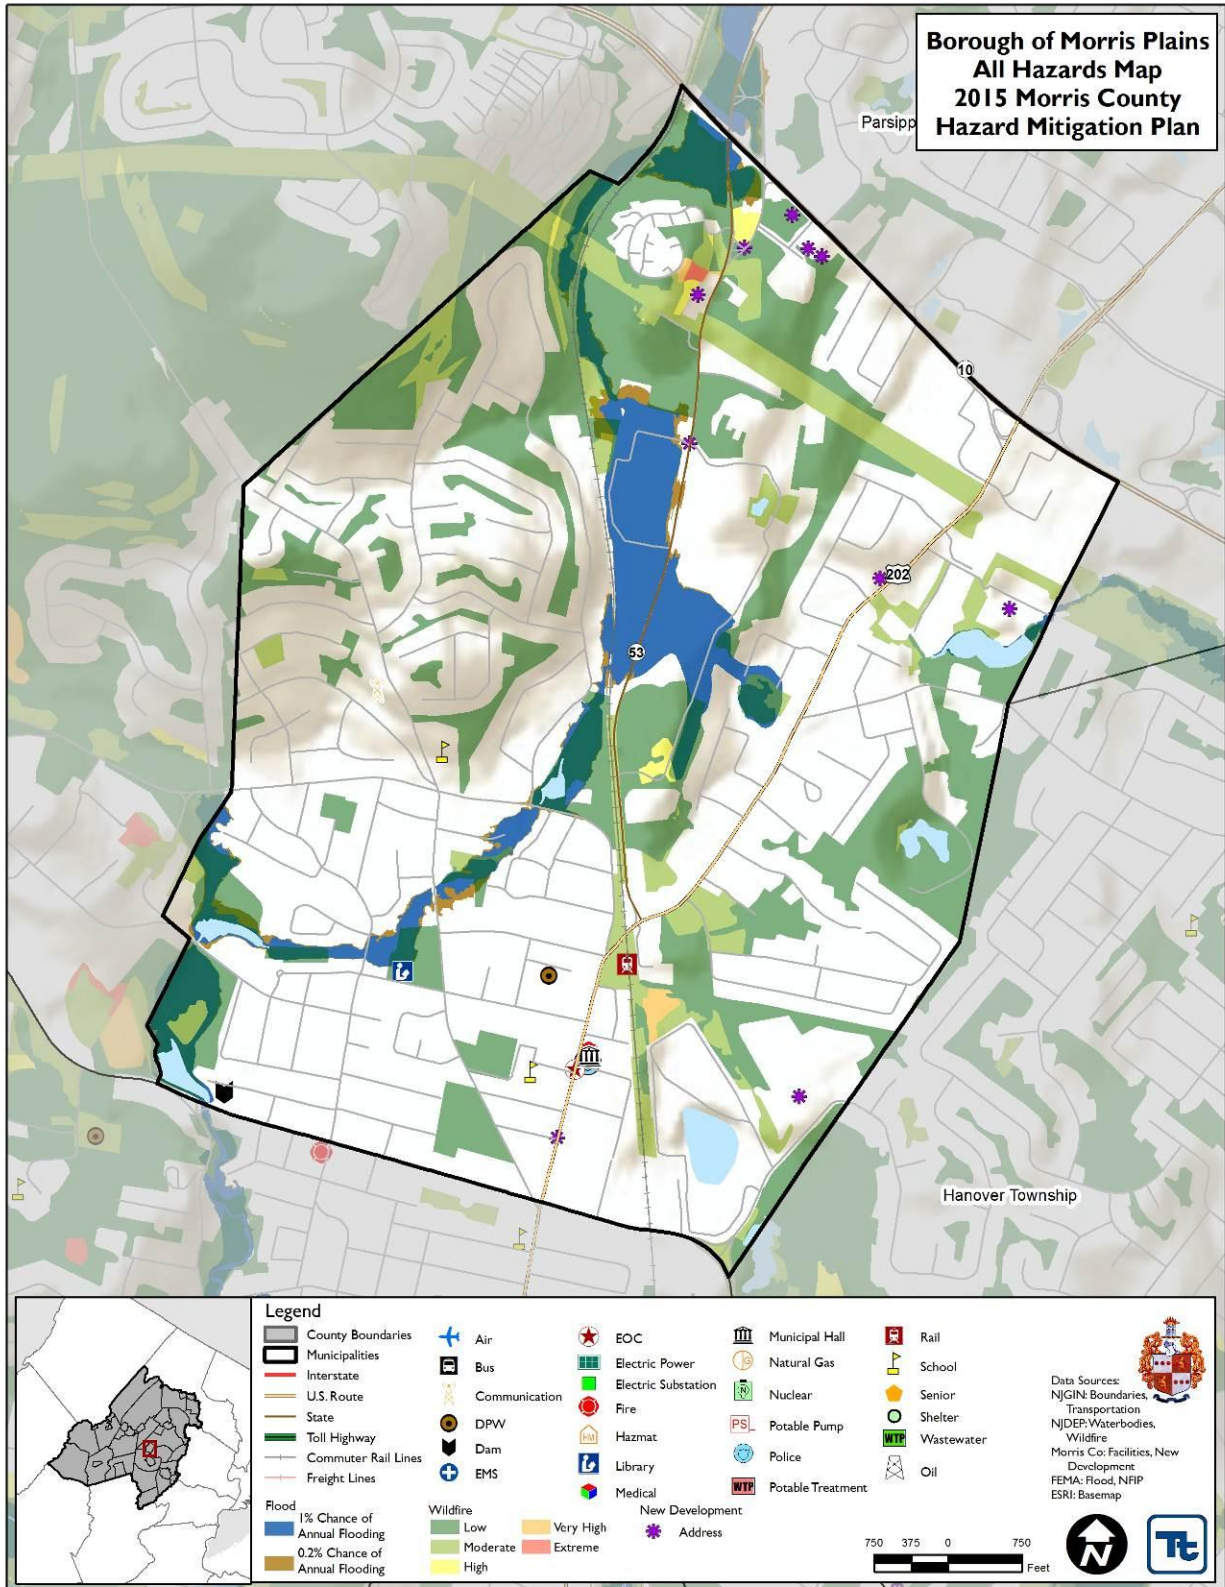 Borough of Morris Plains
All Hazards Map
2015 Morris County
Hazard Mitigation Plan
Parsipp
10
202
53
Hanover Township
Legend
County Boundaries
Municipalities
Interstate
U.S. Route
State
Toll Highway
Commuter Rail Lines
Freight Lines
Air
Bus
Communication
DPW
Dam
EMS
EOC
Electric Power
Electric Substation
Fire
HM
Hazmat
Library
Medical
Municipal Hall
G
Natural Gas
N
Nuclear
PS
Potable Pump
Police
WTP
Potable Treatment
Rail
School
Senior
Shelter
WTP
Wastewater
Oil
Flood
1% Chance of
Annual Flooding
0.2% Chance of
Annual Flooding
Wildfire
Low
Moderate
High
Very High
Extreme
New Development
Address
Data Sources:
NJGIN: Boundaries,
Transportation
NJDEP: Waterbodies,
Wildfire
Morris Co: Facilities, New
Development
FEMA: Flood, NFIP
ESRI: Basemap
750 375 0 750
Feet
N
Tt